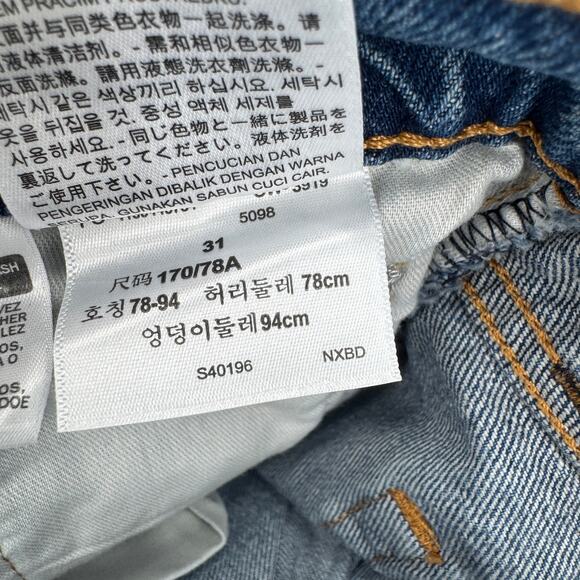 反面并与同类色衣物一起洗涤。请
液体清洁剂。- 需和相似色衣物一
反面洗滌。請用液態洗衣劑洗滌。
세탁시 같은 색상끼리 하십시요. 세탁시
옷을 뒤집을 것. 중성 액체 세제를
사용하세요. - 同じ色物と一緒に製品を
裏返して洗ってください。液体洗剤を
ご使用下さい。- PENCUCIAN DAN
PENGERINGAN DIBALIK DENGAN WARNA
GUNAKAN SABUN CUCI CAIR.
5098
31
尺码 170/78A
호칭 78-94 허리둘레 78cm
엉덩이둘레 94cm
S40196 NXBD